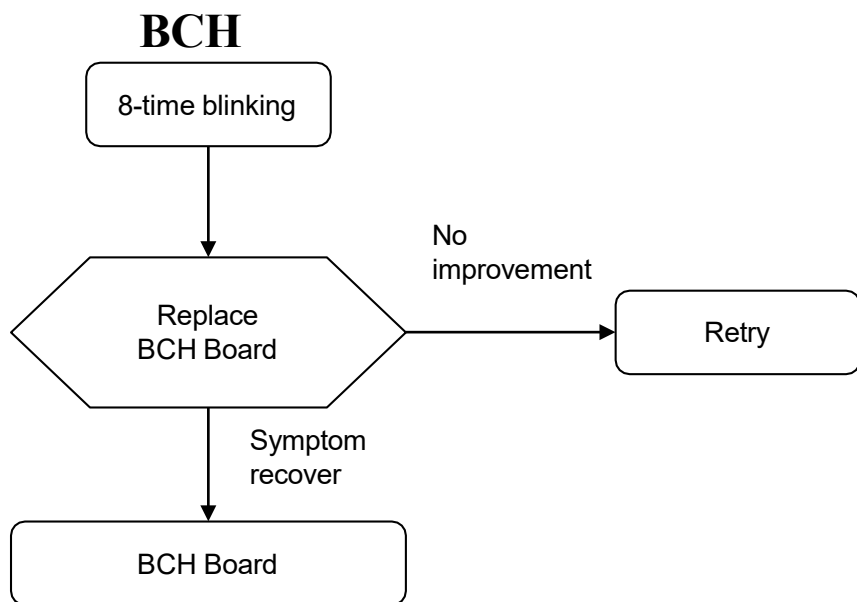 BCH
8-time blinking
No
improvement
Replace
BCH Board
Retry
Symptom
recover
BCH Board